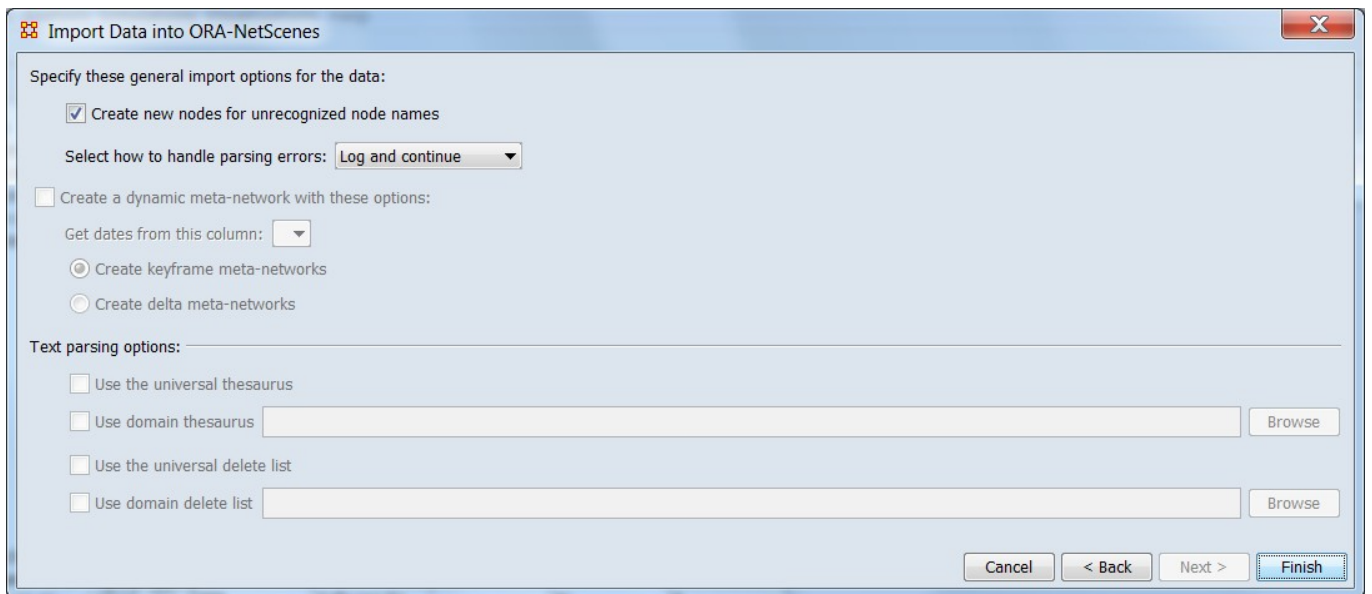 Import Data into ORA-NetScenes
Specify these general import options for the data:
Create new nodes for unrecognized node names
Select how to handle parsing errors: Log and continue
Create a dynamic meta-network with these options:
Get dates from this column:
Create keyframe meta-networks
Create delta meta-networks
Text parsing options:
Use the universal thesaurus
Use domain thesaurus Browse
Use the universal delete list
Use domain delete list Browse
Cancel < Back Next > Finish